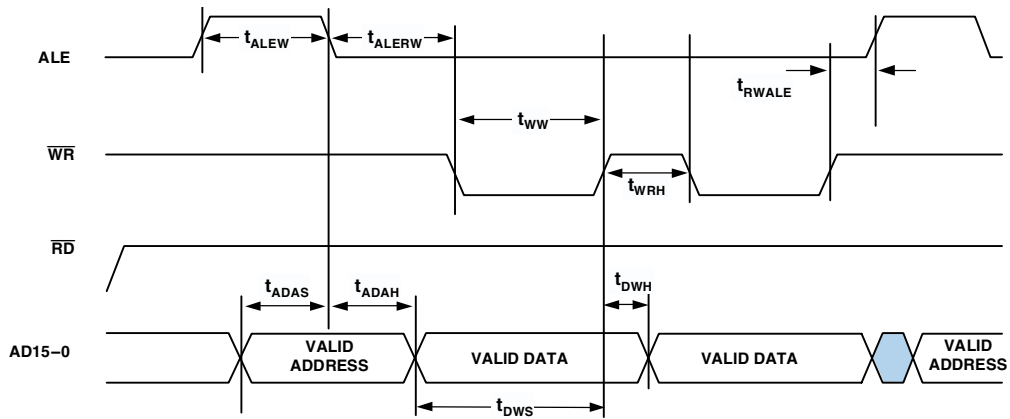 tALEW
tALERW
ALE
tRWALE
tWW
WR
tWRH
RD
tADAS
tADAH
tDWH
AD15–0
VALID
ADDRESS
VALID DATA
VALID DATA
VALID
ADDRESS
tDWS